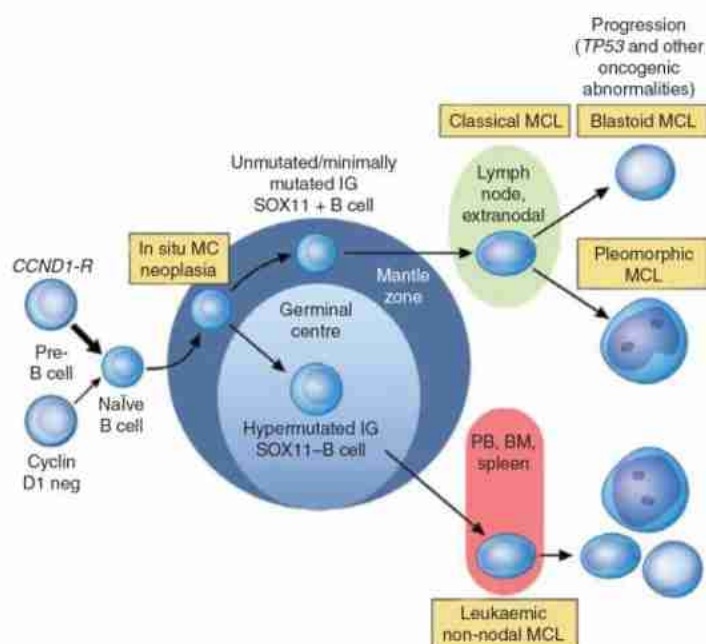 Progression
(TP53 and other
oncogenic
abnormalities)
Classical MCL
Blastoid MCL
Unmutated/minimally
mutated IG
SOX11 + B cell
Lymph
node,
extranodal
In situ MC
neoplasia
CCND1-R
Mantle
zone
Pleomorphic
MCL
Germinal
centre
Pre-
B cell
Naïve
B cell
Hypermutated IG
SOX11–B cell
Cyclin
D1 neg
PB, BM,
spleen
Leukaemic
non-nodal MCL